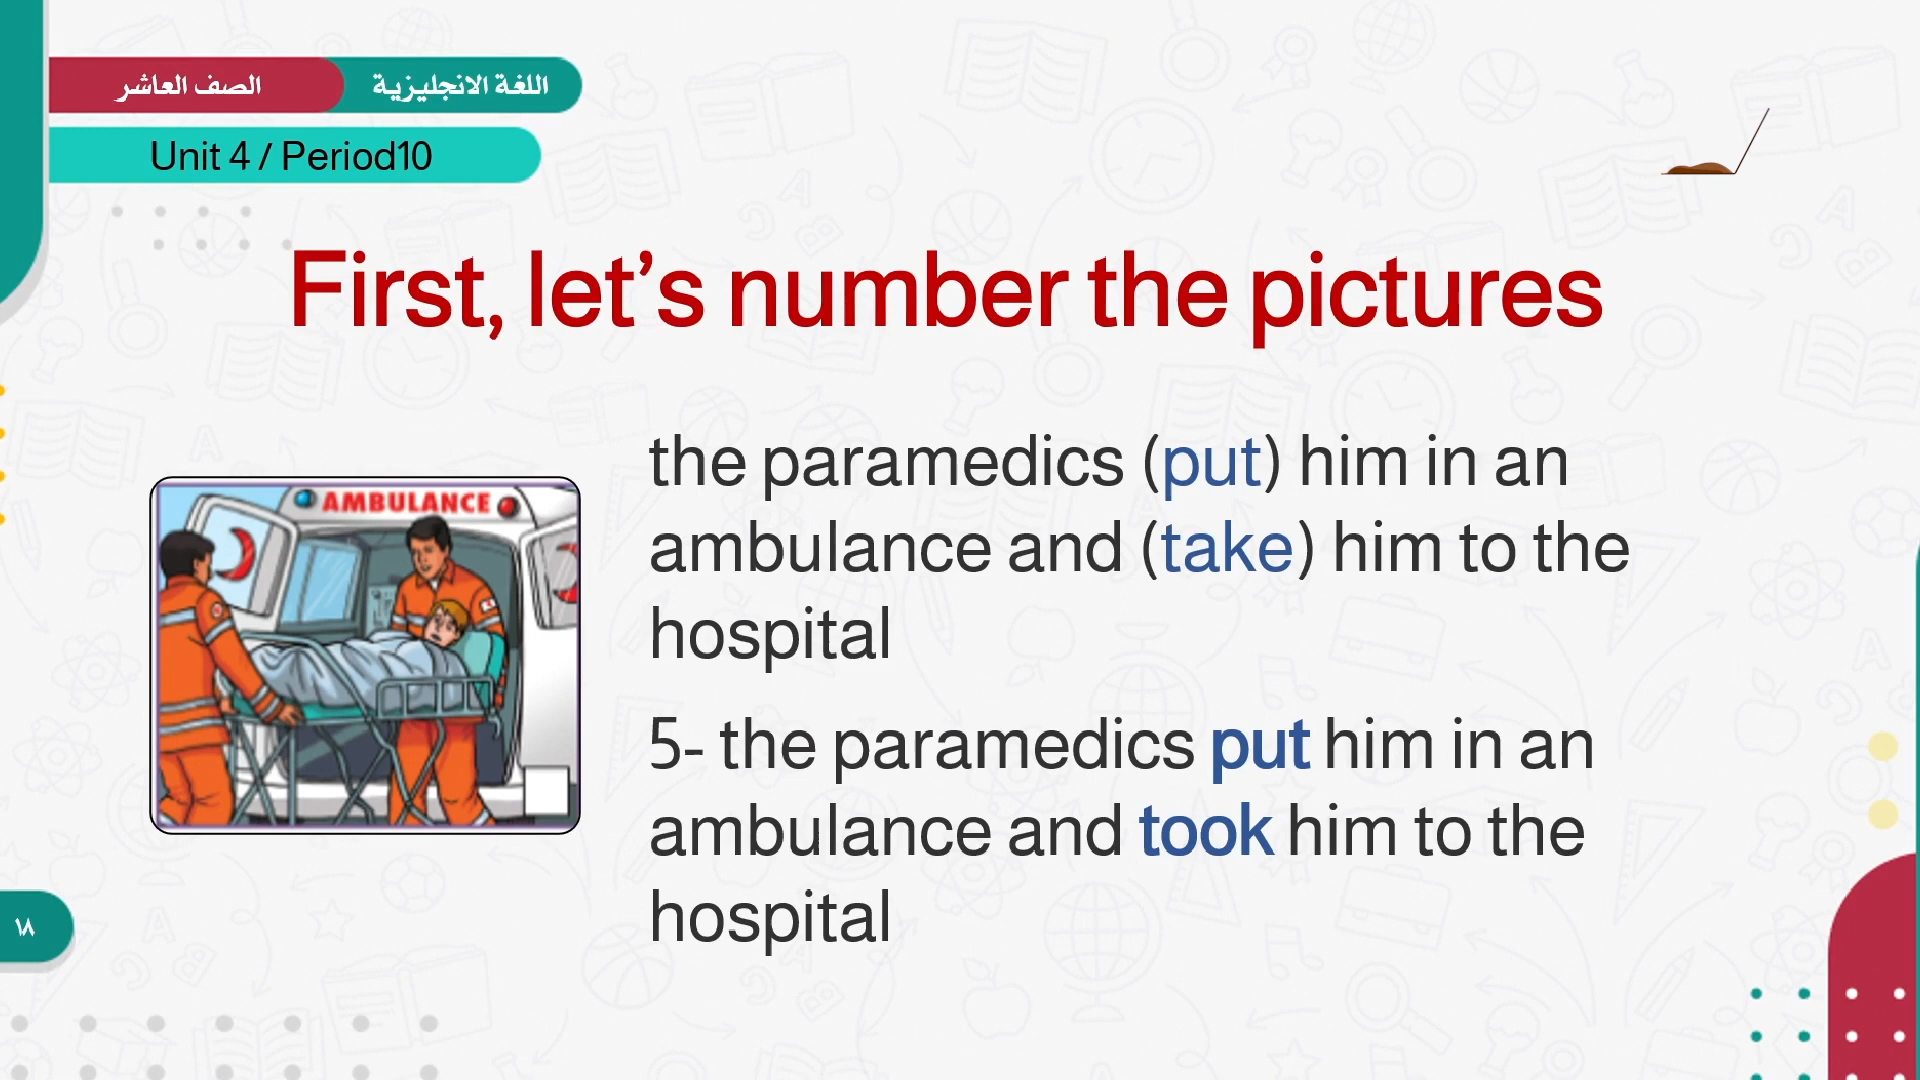 اللغة الانجليزية
الصف العاشر
Unit 4 / Period10
First, let’s number the pictures
AMBULANCE
the paramedics (put) him in an
ambulance and (take) him to the
hospital
5- the paramedics put him in an
ambulance and took him to the
hospital
١٨